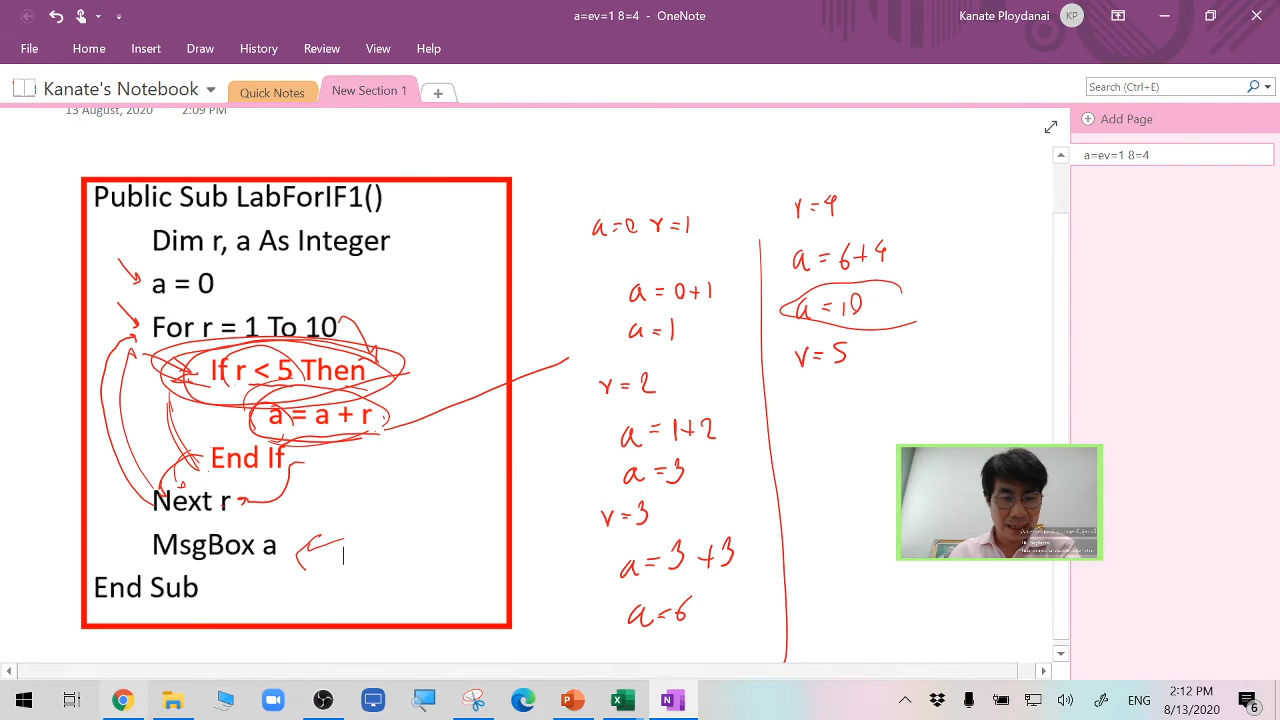 a=ev=1 8=4 - OneNote
Kanate Ploydanai KP
File Home Insert Draw History Review View Help
Kanate's Notebook
Quick Notes
New Section 1
Search (Ctrl+E)
13 August, 2020 2:09 PM
Add Page
a=ev=1 8=4
Public Sub LabForIF1()
Dim r, a As Integer
a = 0
For r = 1 To 10
If r < 5 Then
a = a + r
End If
Next r
MsgBox a
End Sub
a=0 r=1
a = 0+1
a = 1
r = 2
a = 1+2
a = 3
r = 3
a = 3 + 3
a = 6
r = 4
a = 6+4
a = 10
r = 5
ENG
2:12 PM
8/13/2020
6